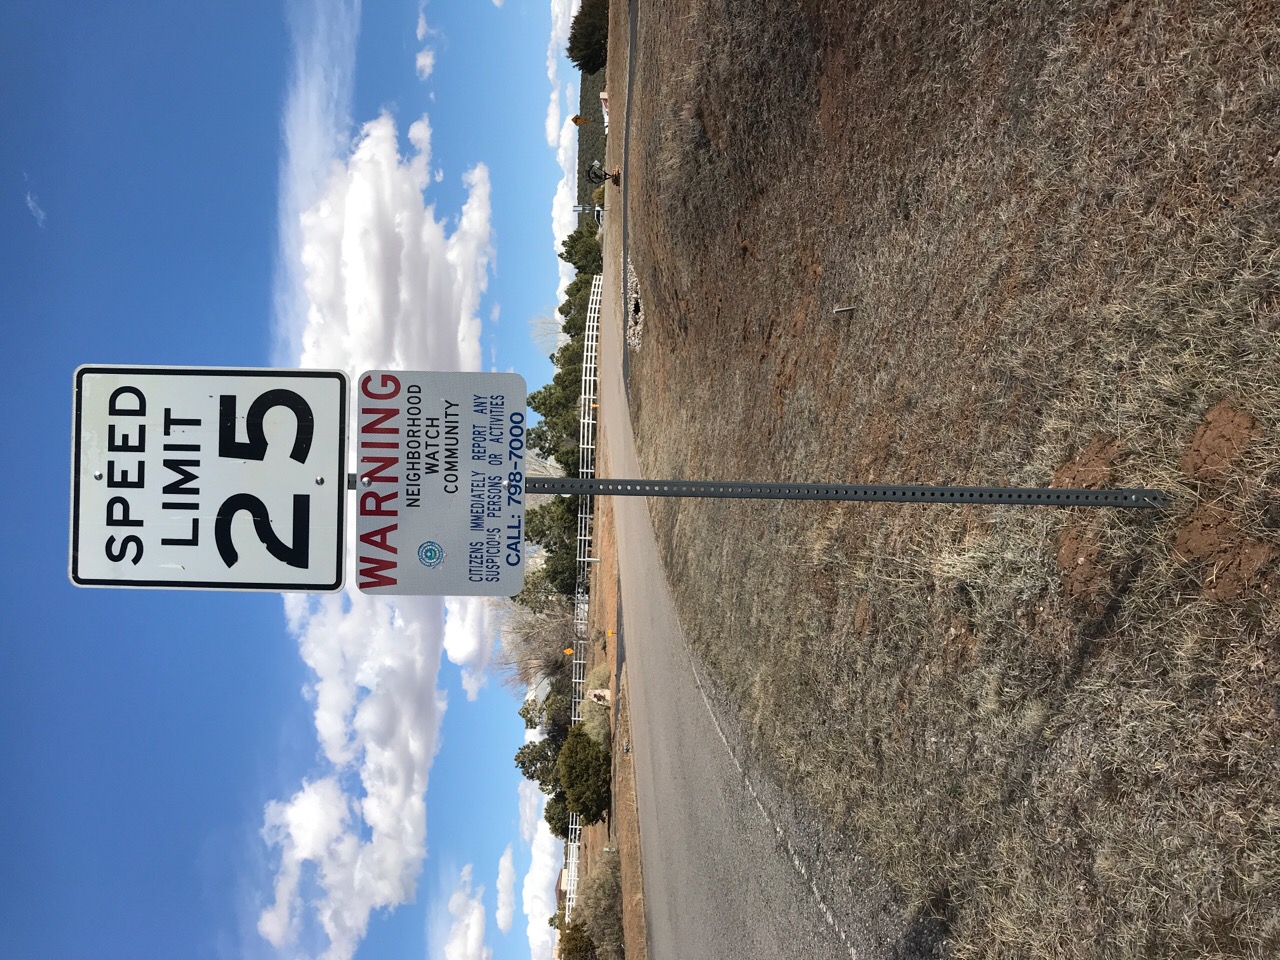 SPEED
LIMIT
25
WARNING
NEIGHBORHOOD
WATCH
COMMUNITY
CITIZENS IMMEDIATELY REPORT ANY
SUSPICIOUS PERSONS OR ACTIVITIES
CALL: 798-7000